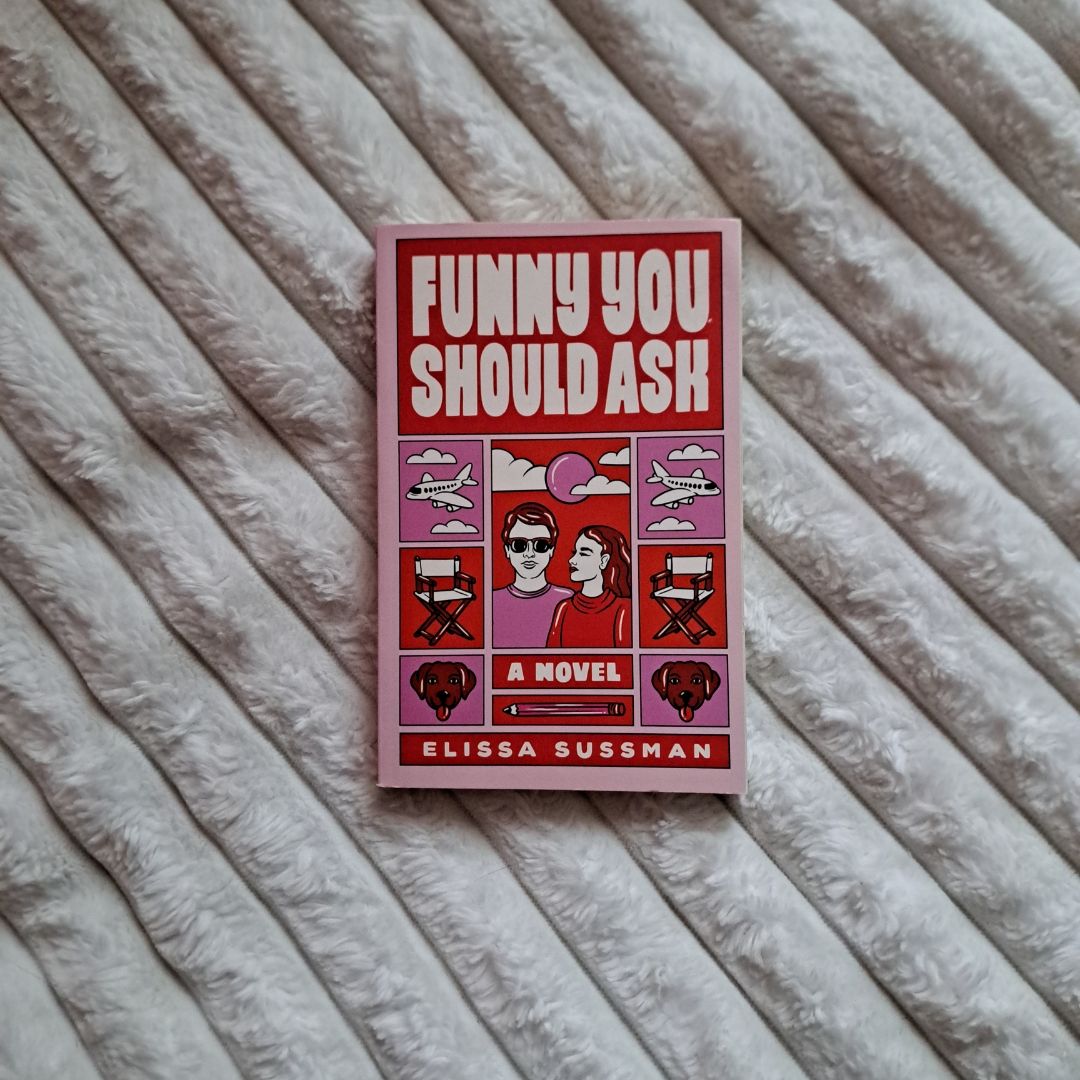 FUNNY YOU
SHOULD ASK
A NOVEL
ELISSA SUSSMAN